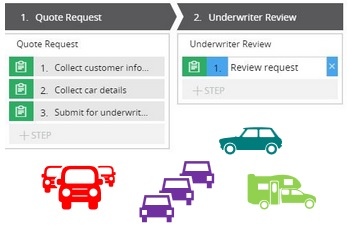 1. Quote Request
2. Underwriter Review
Quote Request
1. Collect customer info...
2. Collect car details
3. Submit for underwrit...
+ STEP
Underwriter Review
1. Review request ×
+ STEP